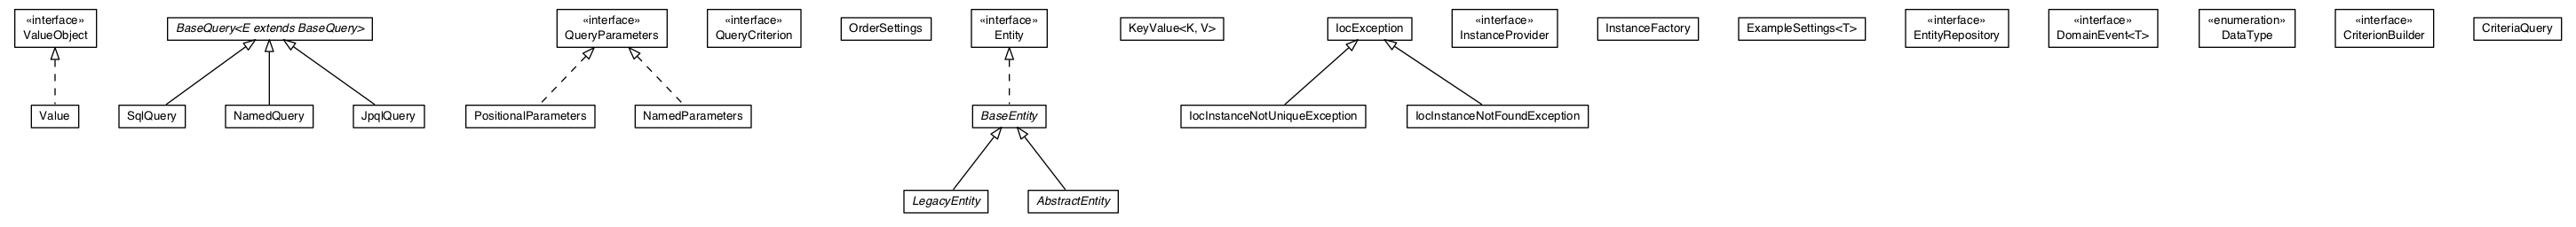 «interface»
ValueObject
BaseQuery<E extends BaseQuery>
«interface»
QueryParameters
«interface»
QueryCriterion
OrderSettings
«interface»
Entity
KeyValue<K, V>
IocException
«interface»
InstanceProvider
InstanceFactory
ExampleSettings<T>
«interface»
EntityRepository
«interface»
DomainEvent<T>
«enumeration»
DataType
«interface»
CriterionBuilder
CriteriaQuery
Value
SqlQuery
NamedQuery
JpqlQuery
PositionalParameters
NamedParameters
BaseEntity
IocInstanceNotUniqueException
IocInstanceNotFoundException
LegacyEntity
AbstractEntity